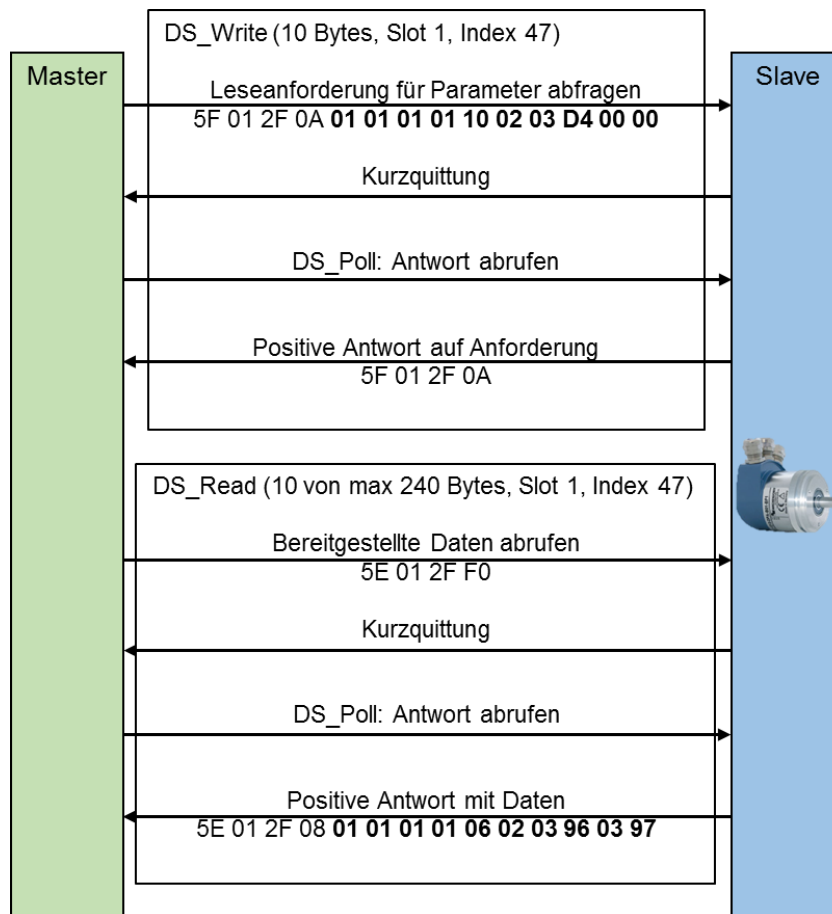 DS_Write (10 Bytes, Slot 1, Index 47)
Master
Slave
Leseanforderung für Parameter abfragen
5F 01 2F 0A 01 01 01 01 10 02 03 D4 00 00
Kurzquittung
DS_Poll: Antwort abrufen
Positive Antwort auf Anforderung
5F 01 2F 0A
DS_Read (10 von max 240 Bytes, Slot 1, Index 47)
Bereitgestellte Daten abrufen
5E 01 2F F0
Kurzquittung
DS_Poll: Antwort abrufen
Positive Antwort mit Daten
5E 01 2F 08 01 01 01 01 06 02 03 96 03 97